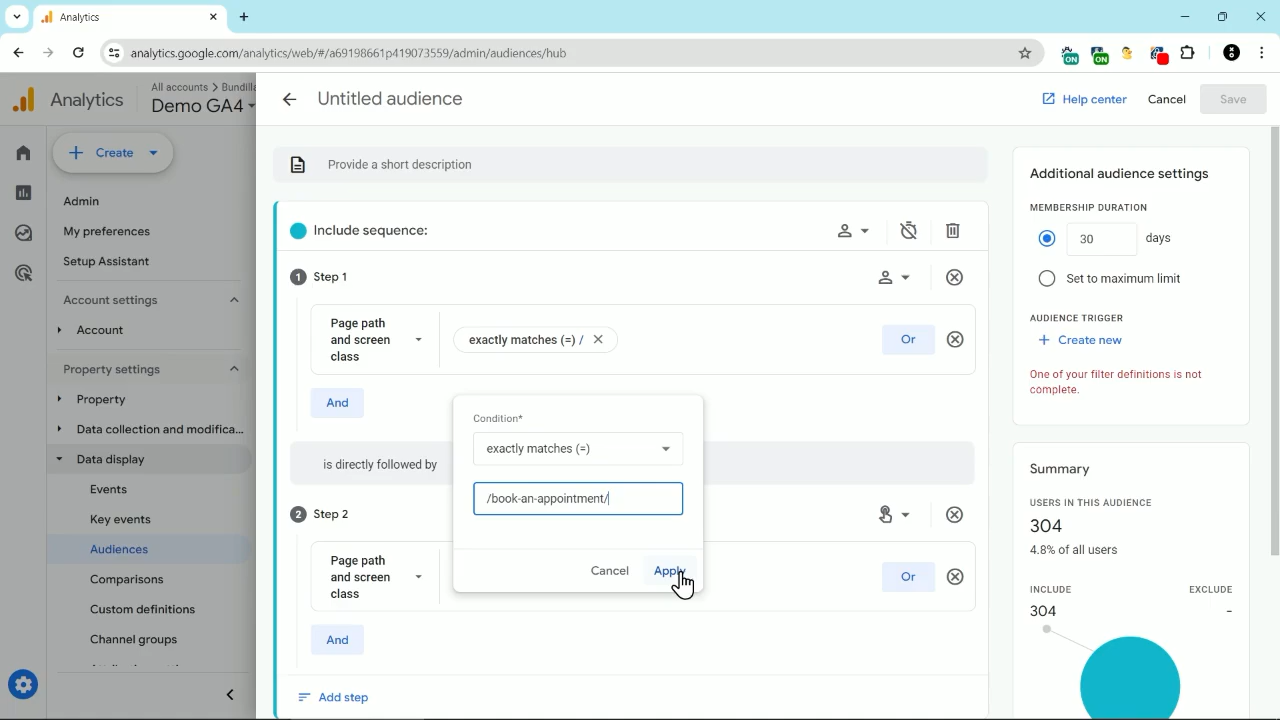 Analytics
analytics.google.com/analytics/web/#/a69198661p419073559/admin/audiences/hub
ON
ON
Analytics
All accounts > Bundill
Demo GA4
Untitled audience
Help center
Cancel
Save
Create
Admin
My preferences
Setup Assistant
Account settings
Account
Property settings
Property
Data collection and modifica...
Data display
Events
Key events
Audiences
Comparisons
Custom definitions
Channel groups
Provide a short description
Include sequence:
1 Step 1
Page path
and screen
class
exactly matches (=) /
Or
And
is directly followed by
Condition*
exactly matches (=)
/book-an-appointment/
Cancel
Apply
2 Step 2
Page path
and screen
class
Or
And
Add step
Additional audience settings
MEMBERSHIP DURATION
30 days
Set to maximum limit
AUDIENCE TRIGGER
Create new
One of your filter definitions is not
complete.
Summary
USERS IN THIS AUDIENCE
304
4.8% of all users
INCLUDE EXCLUDE
304 -